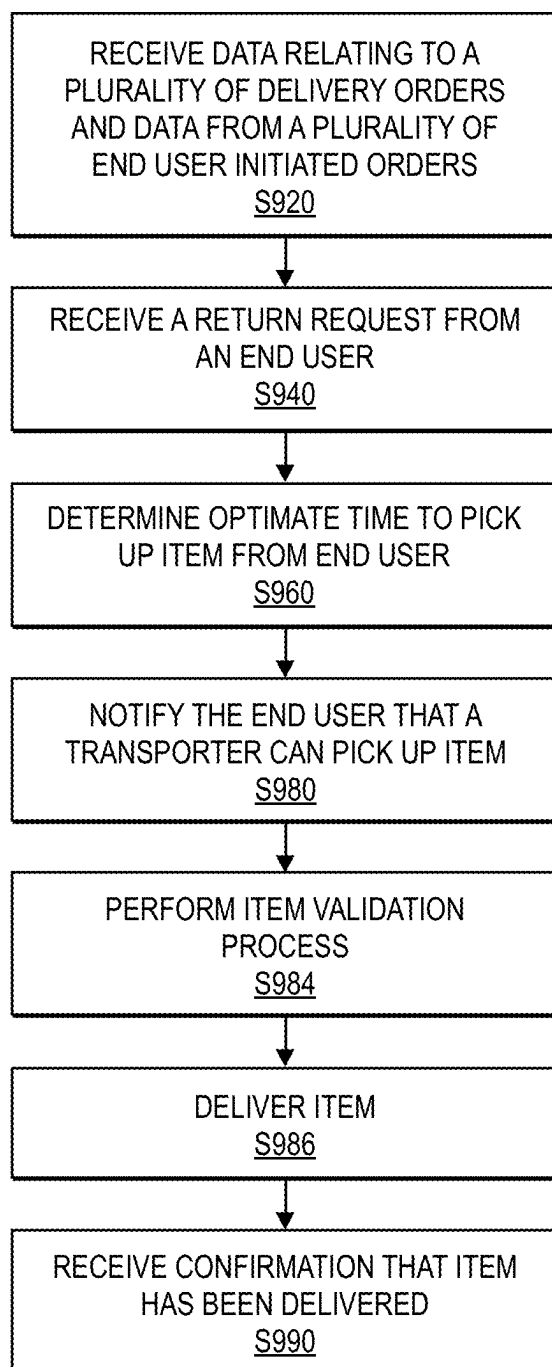 RECEIVE DATA RELATING TO A
PLURALITY OF DELIVERY ORDERS
AND DATA FROM A PLURALITY OF
END USER INITIATED ORDERS
S920
RECEIVE A RETURN REQUEST FROM
AN END USER
S940
DETERMINE OPTIMATE TIME TO PICK
UP ITEM FROM END USER
S960
NOTIFY THE END USER THAT A
TRANSPORTER CAN PICK UP ITEM
S980
PERFORM ITEM VALIDATION
PROCESS
S984
DELIVER ITEM
S986
RECEIVE CONFIRMATION THAT ITEM
HAS BEEN DELIVERED
S990